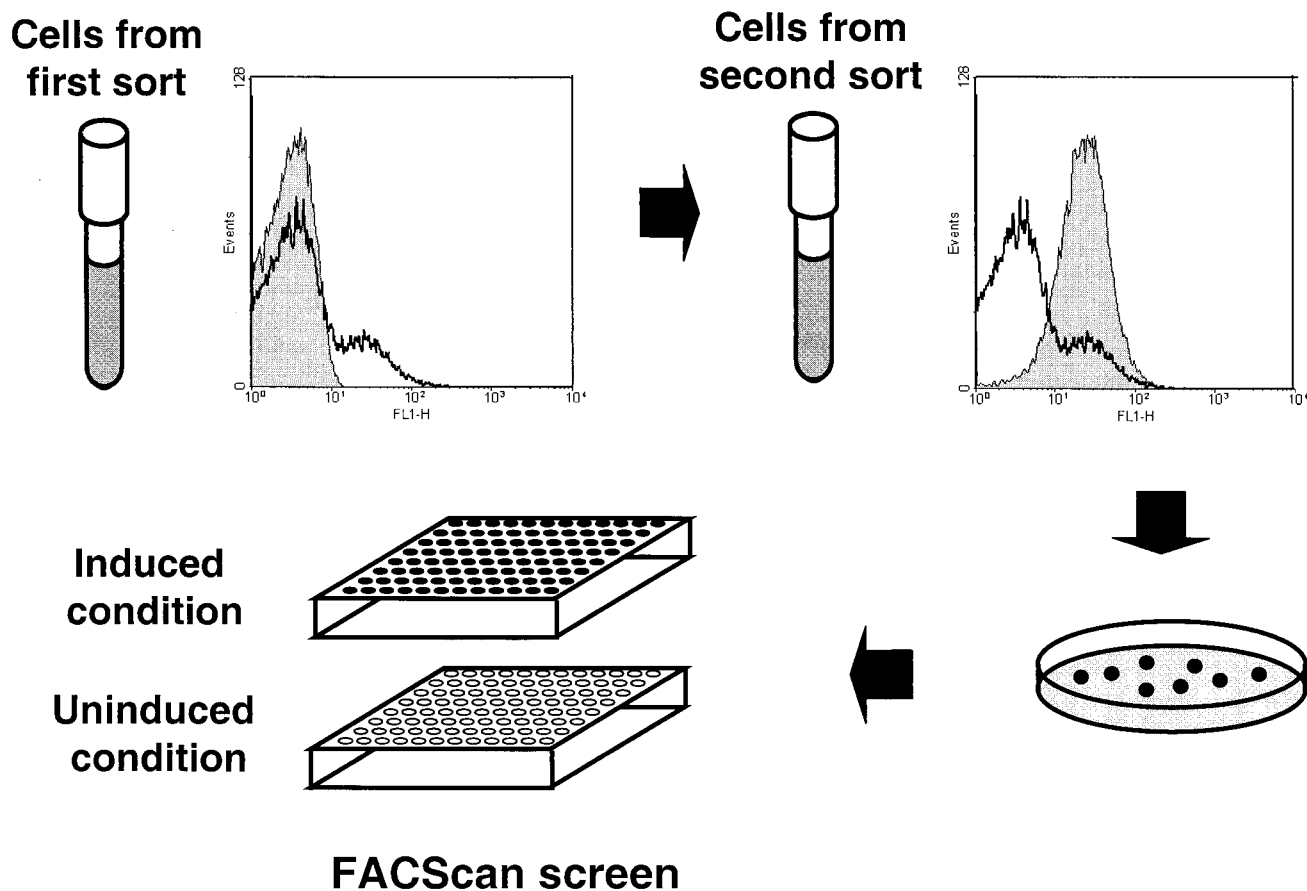 Cells from
first sort
128
Events
0
10⁰ 10¹ 10² 10³ 10⁴
FL1-H
Cells from
second sort
128
Events
0
10⁰ 10¹ 10² 10³ 10⁴
FL1-H
Induced
condition
Uninduced
condition
FACScan screen